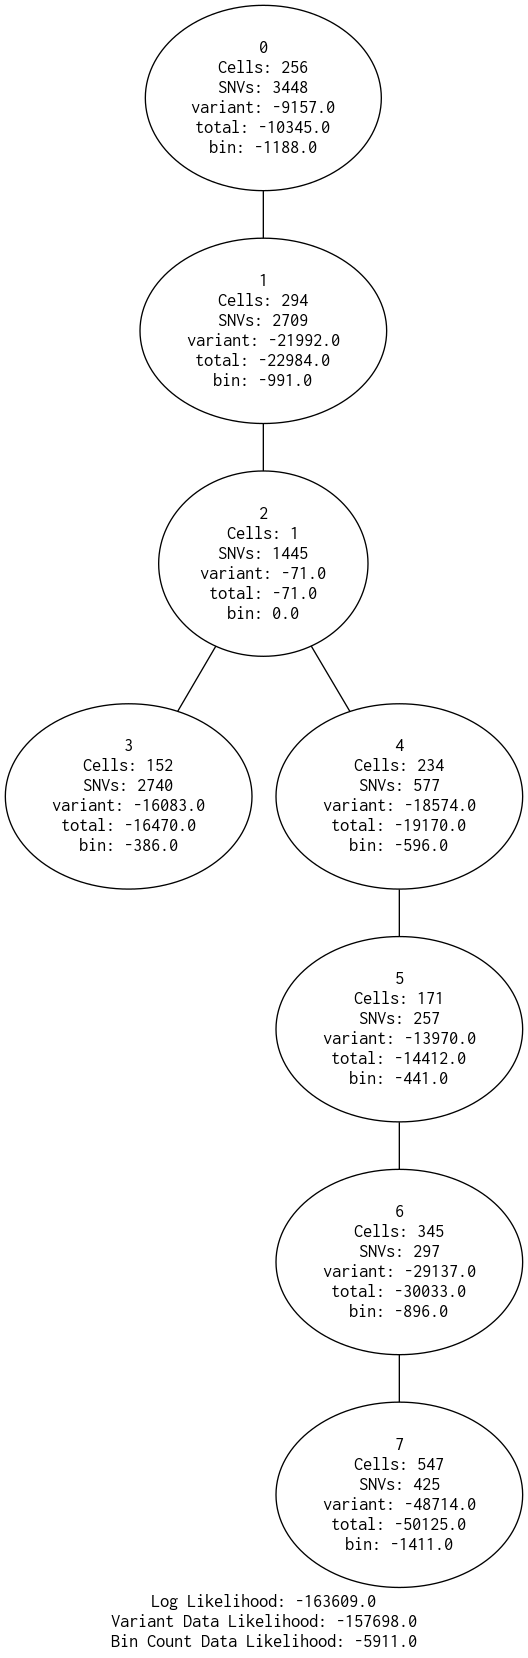 0
Cells: 256
SNVs: 3448
variant: -9157.0
total: -10345.0
bin: -1188.0
1
Cells: 294
SNVs: 2709
variant: -21992.0
total: -22984.0
bin: -991.0
2
Cells: 1
SNVs: 1445
variant: -71.0
total: -71.0
bin: 0.0
3
Cells: 152
SNVs: 2740
variant: -16083.0
total: -16470.0
bin: -386.0
4
Cells: 234
SNVs: 577
variant: -18574.0
total: -19170.0
bin: -596.0
5
Cells: 171
SNVs: 257
variant: -13970.0
total: -14412.0
bin: -441.0
6
Cells: 345
SNVs: 297
variant: -29137.0
total: -30033.0
bin: -896.0
7
Cells: 547
SNVs: 425
variant: -48714.0
total: -50125.0
bin: -1411.0
Log Likelihood: -163609.0
Variant Data Likelihood: -157698.0
Bin Count Data Likelihood: -5911.0